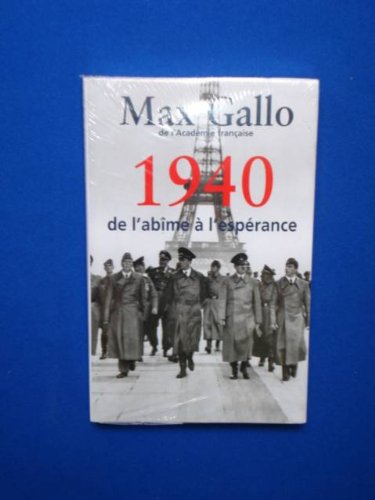 Max Gallo
de l'Académie française
1940
de l'abîme à l'espérance